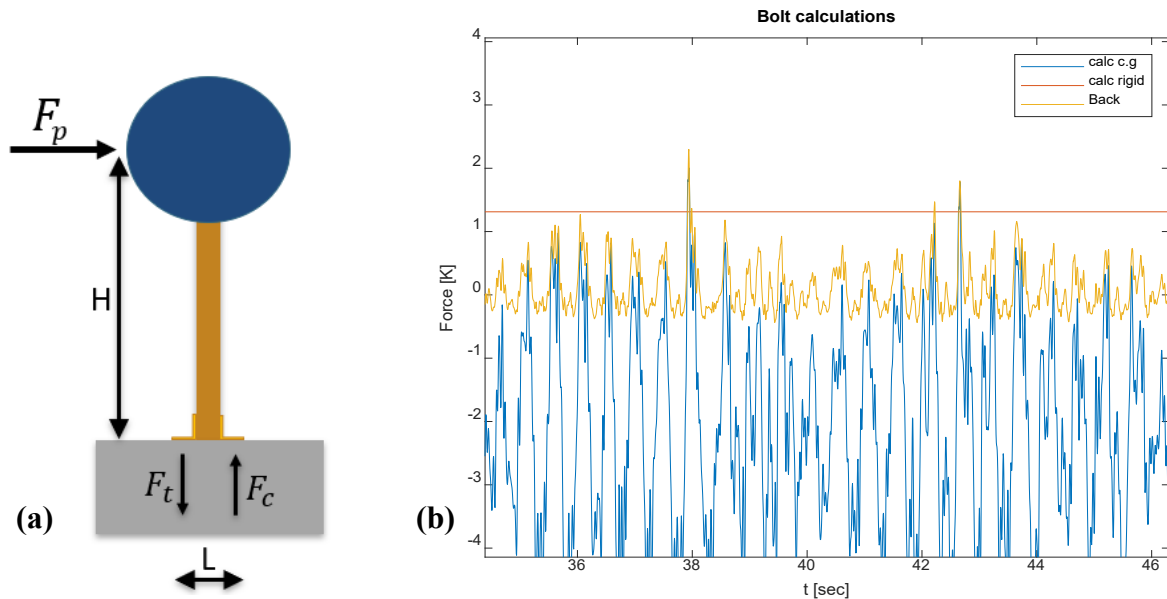 F_p
H
F_t
F_c
L
(a)
Bolt calculations
calc c.g
calc rigid
Back
Force [K]
4
3
2
1
0
-1
-2
-3
-4
36
38
40
42
44
46
t [sec]
(b)